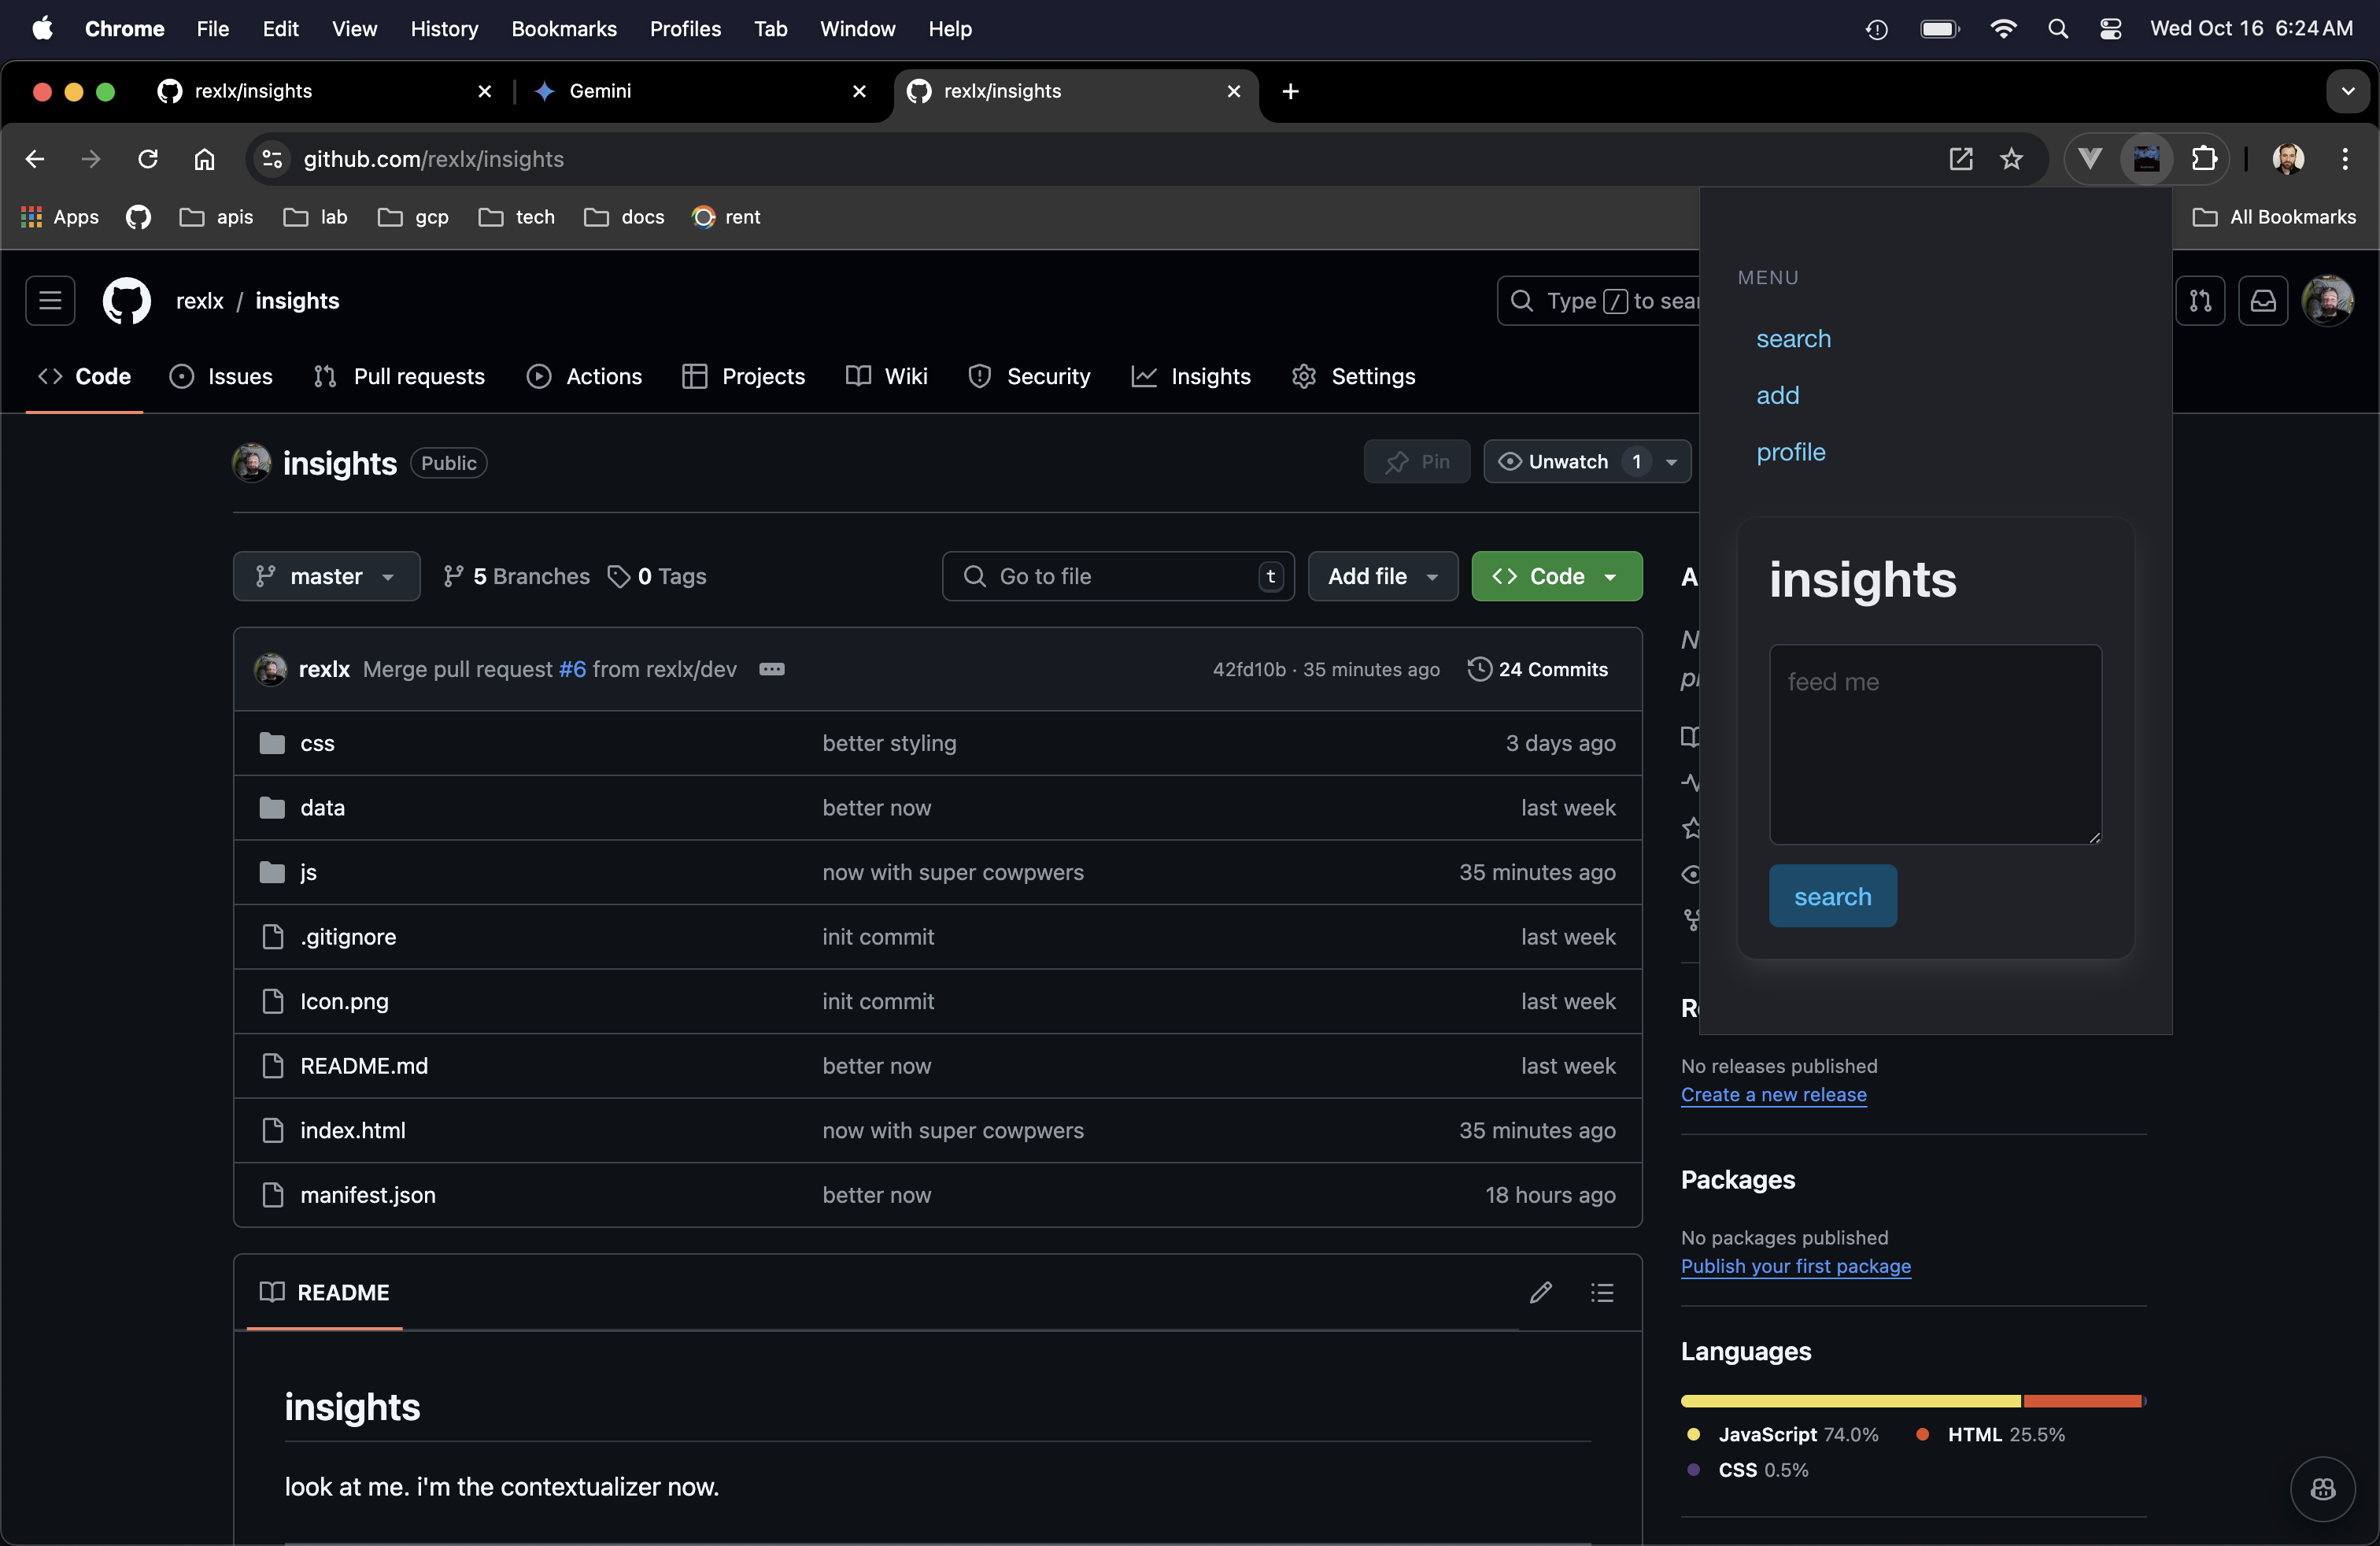 Chrome File Edit View History Bookmarks Profiles Tab Window Help Wed Oct 16 6:24 AM
rexlx/insights Gemini rexlx/insights
github.com/rexlx/insights
Apps apis lab gcp tech docs rent All Bookmarks
rexlx / insights Type / to sear
Code Issues Pull requests Actions Projects Wiki Security Insights Settings
insights Public Pin Unwatch 1
master 5 Branches 0 Tags Go to file t Add file Code
rexlx Merge pull request #6 from rexlx/dev 42fd10b · 35 minutes ago 24 Commits
css better styling 3 days ago
data better now last week
js now with super cowpwers 35 minutes ago
.gitignore init commit last week
Icon.png init commit last week
README.md better now last week
index.html now with super cowpwers 35 minutes ago
manifest.json better now 18 hours ago
README
insights
look at me. i'm the contextualizer now.
MENU
search
add
profile
insights
feed me
search
No releases published
Create a new release
Packages
No packages published
Publish your first package
Languages
JavaScript 74.0% HTML 25.5%
CSS 0.5%